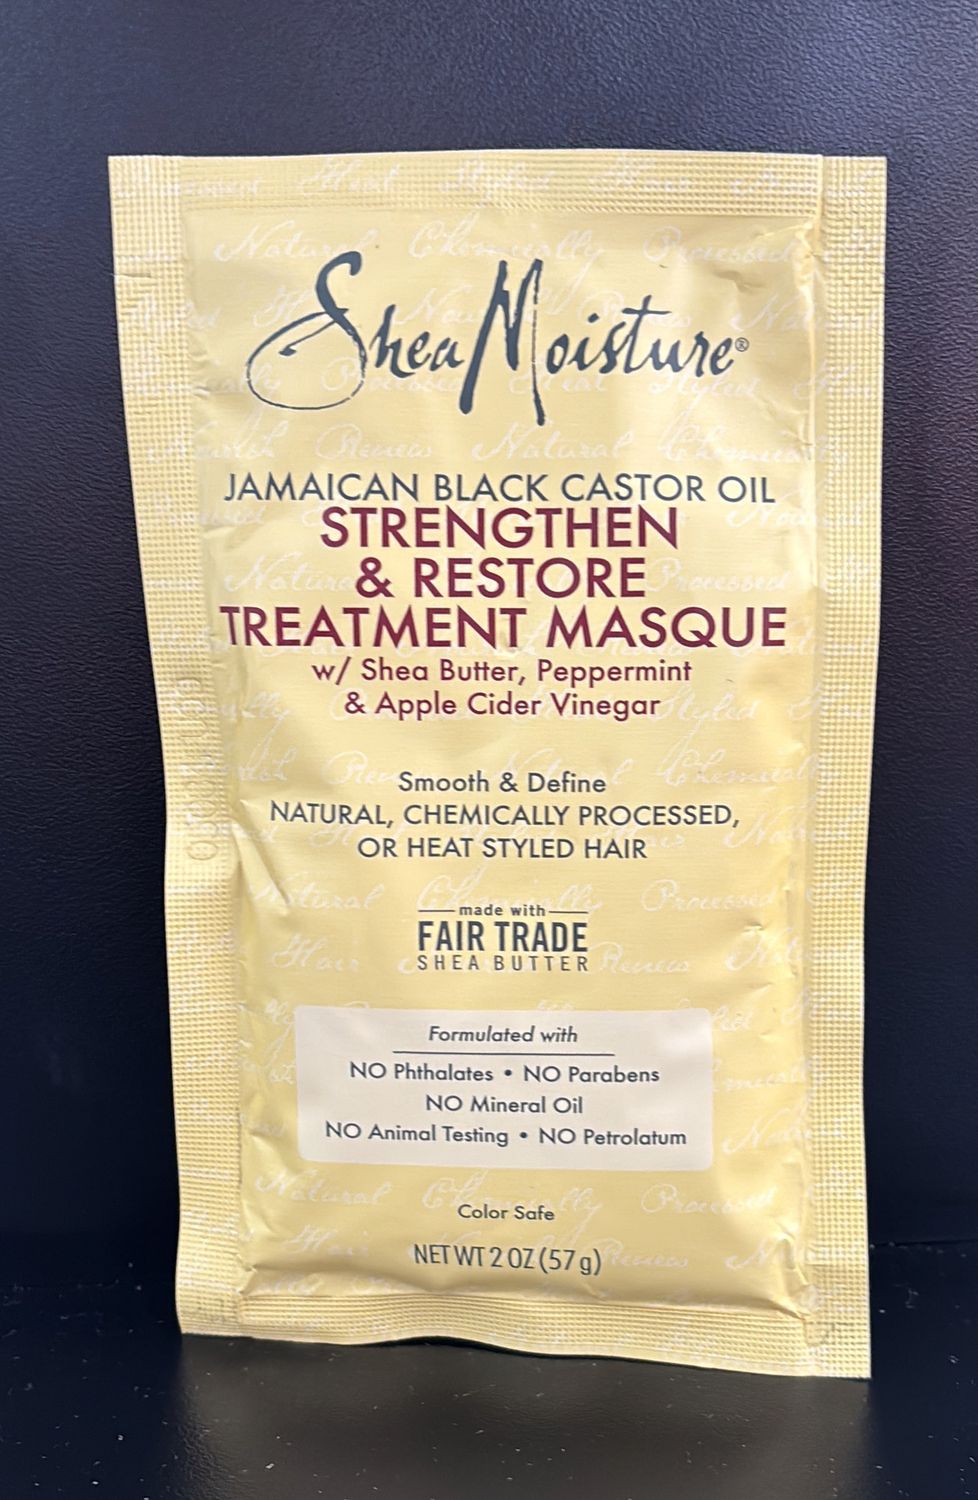 SheaMoisture®
JAMAICAN BLACK CASTOR OIL
STRENGTHEN
& RESTORE
TREATMENT MASQUE
w/ Shea Butter, Peppermint
& Apple Cider Vinegar
Smooth & Define
NATURAL, CHEMICALLY PROCESSED,
OR HEAT STYLED HAIR
made with
FAIR TRADE
SHEA BUTTER
Formulated with
NO Phthalates • NO Parabens
NO Mineral Oil
NO Animal Testing • NO Petrolatum
Color Safe
NET WT 2 OZ (57 g)